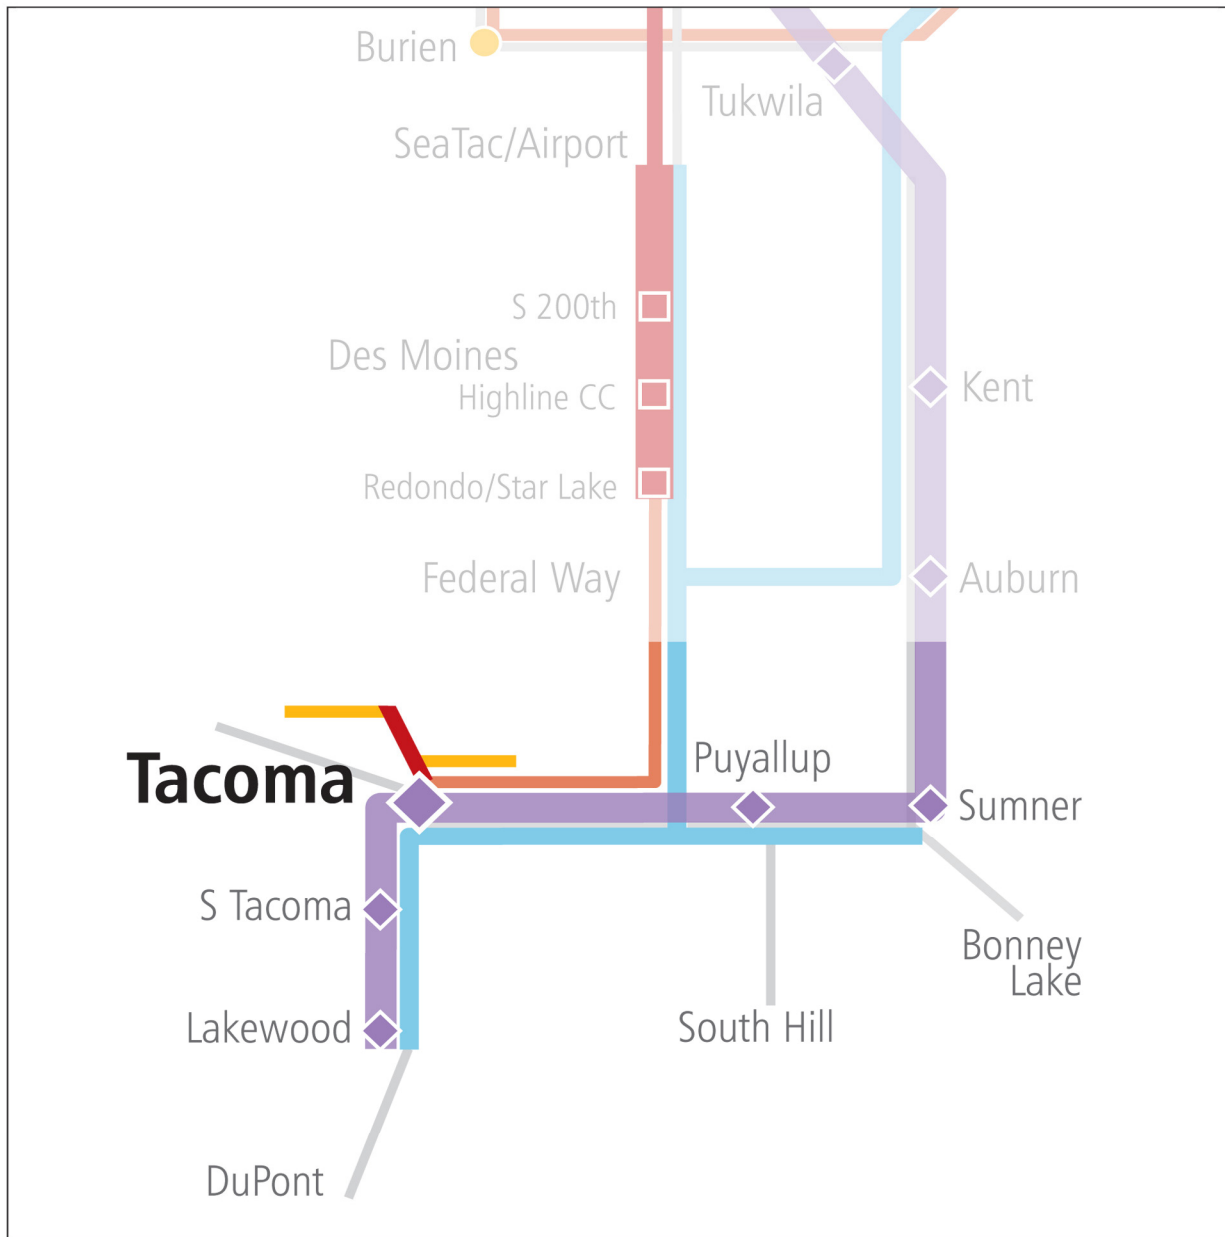 Burien
Tukwila
SeaTac/Airport
S 200th
Des Moines
Highline CC
Kent
Redondo/Star Lake
Federal Way
Auburn
Puyallup
Tacoma
Sumner
S Tacoma
Bonney
Lake
Lakewood
South Hill
DuPont